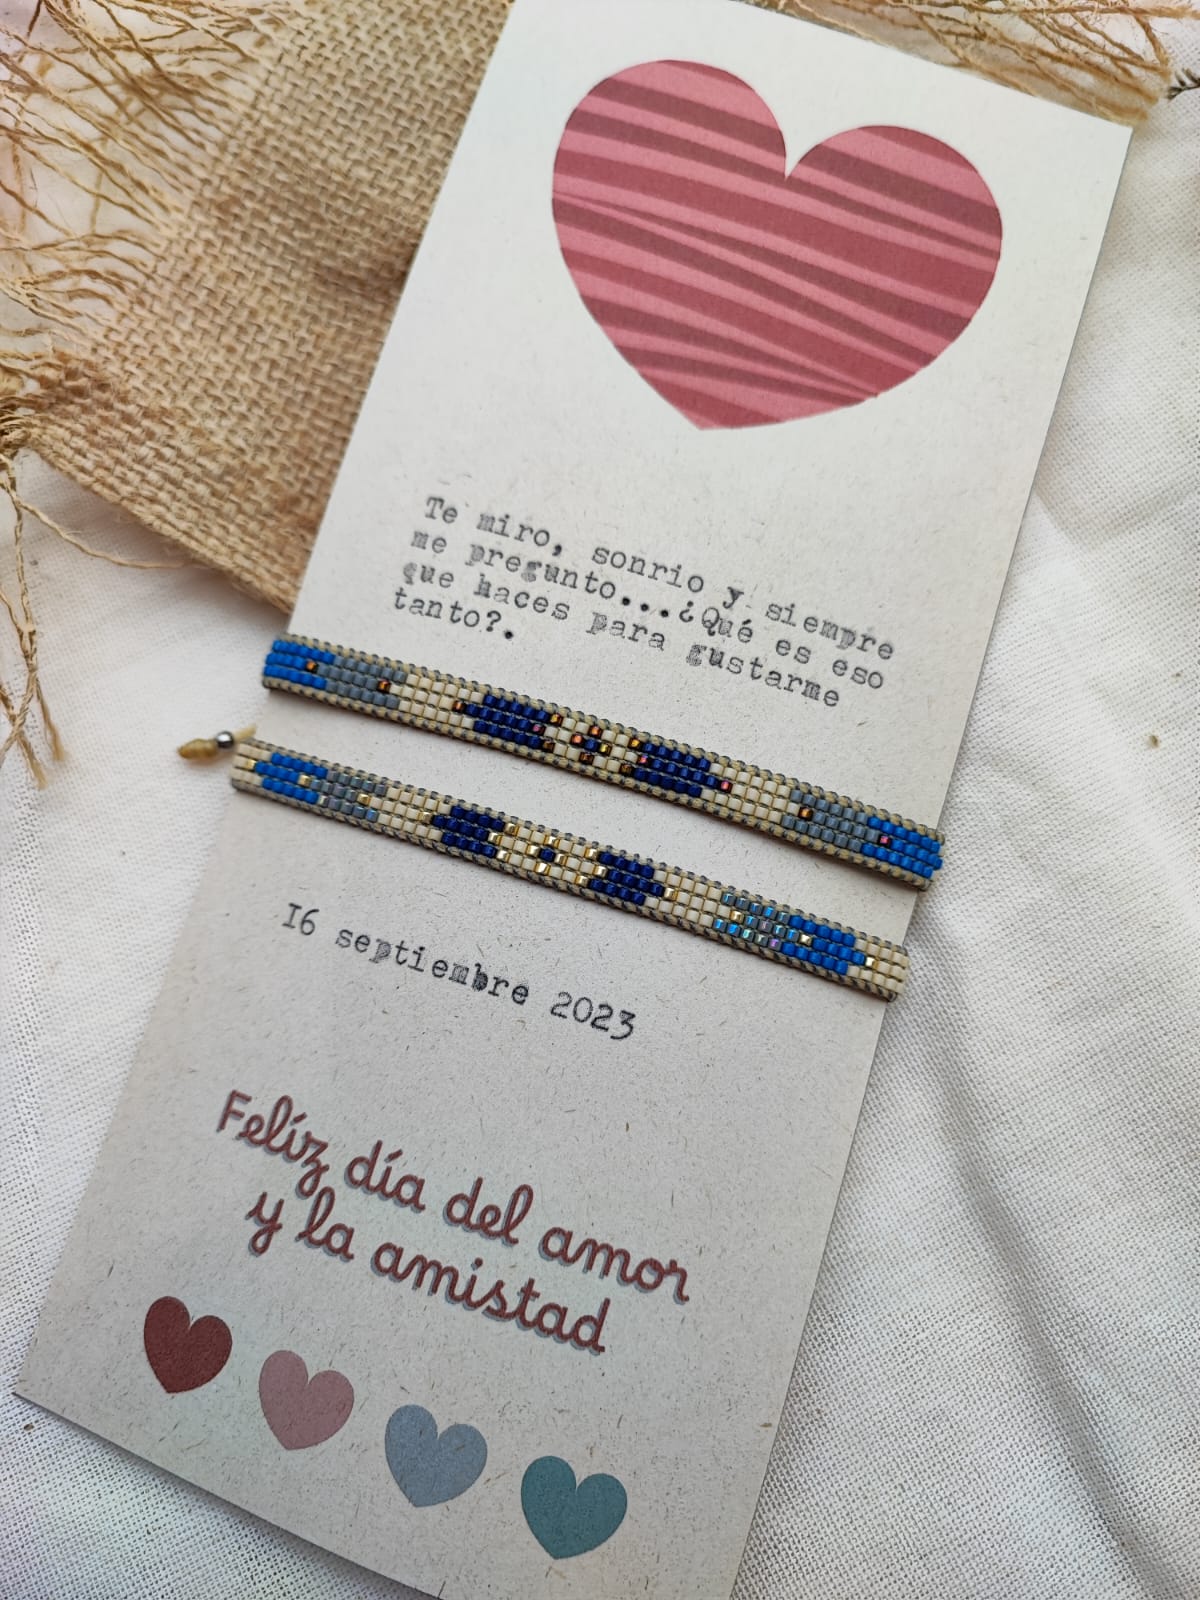 Te miro, sonrio y siempre
me pregunto...¿Qué es eso
que haces para gustarme
tanto?.
I6 septiembre 2023
Felíz día del amor
y la amistad